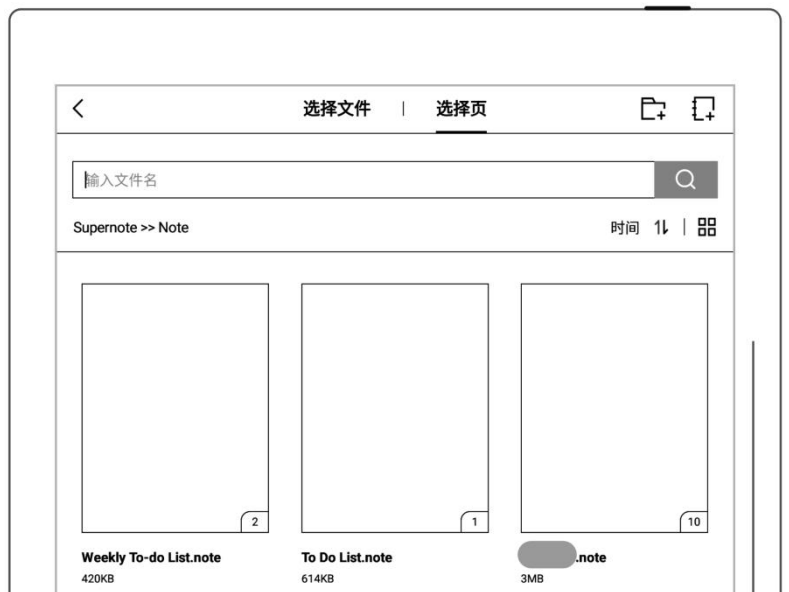 选择文件 | 选择页
输入文件名
Supernote >> Note 时间
2 1 10
Weekly To-do List.note To Do List.note .note
420KB 614KB 3MB